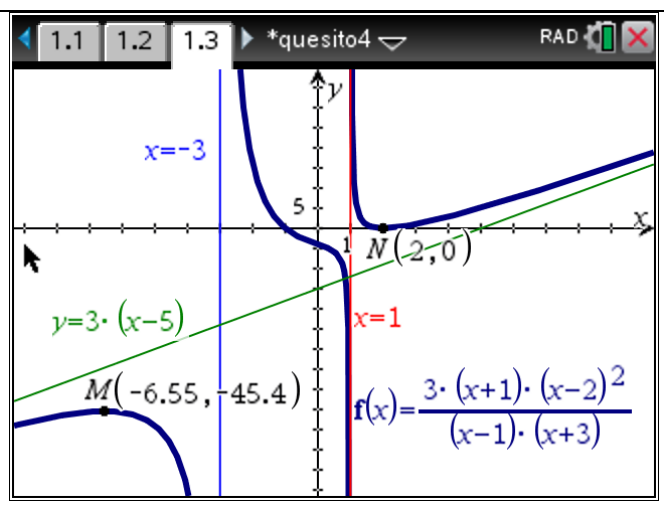 1.1 1.2 1.3 *quesito4 RAD
y
x=-3
5
x
1
N(2,0)
y=3·(x-5)
x=1
M(-6.55,-45.4)
f(x)=3·(x+1)·(x-2)²
(x-1)·(x+3)